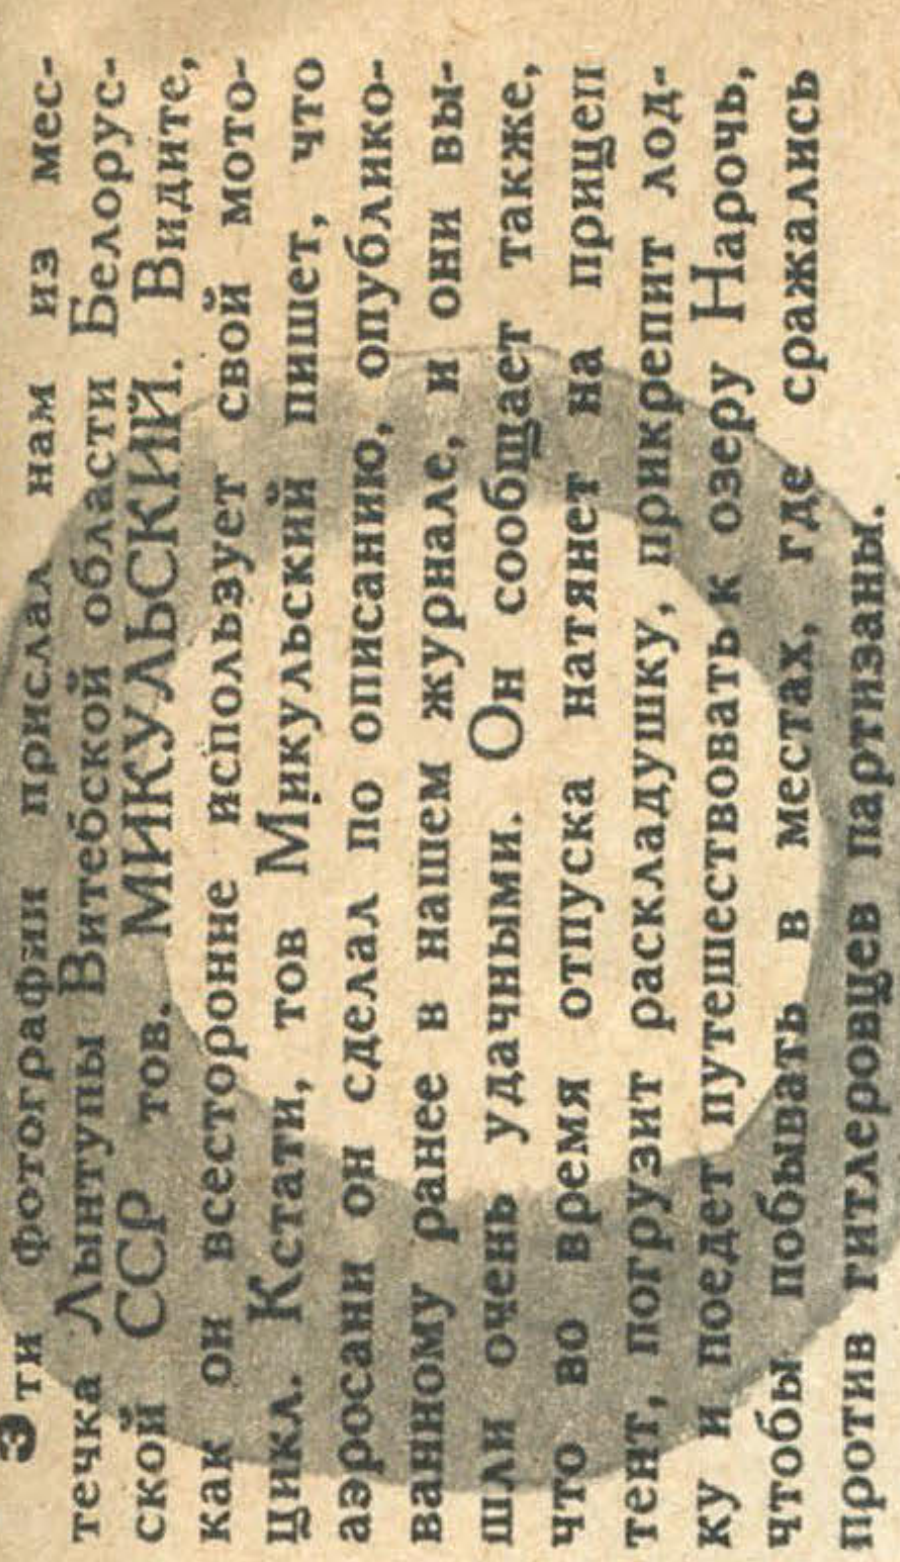 Эти фотографии прислал нам из мес-
течка Лынтупы Витебской области Белорус-
ской ССР тов. МИКУЛЬСКИЙ. Видите,
как он всесторонне использует свой мото-
цикл. Кстати, тов Микульский пишет, что
аэросани он сделал по описанию, опублико-
ванному ранее в нашем журнале, и они вы-
шли очень удачными. Он сообщает также,
что во время отпуска натянет на прицеп
тент, погрузит раскладушку, прикрепит лод-
ку и поедет путешествовать к озеру Нарочь,
чтобы побывать в местах, где сражались
против гитлеровцев партизаны.